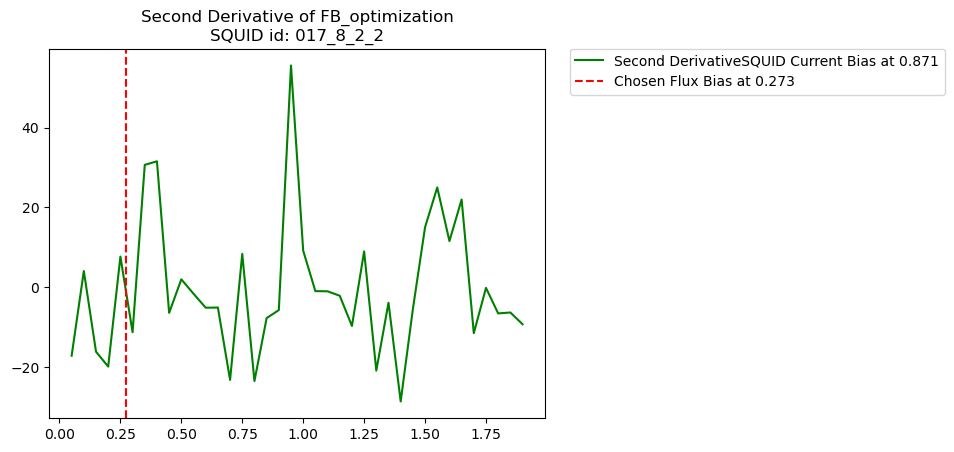 Second Derivative of FB_optimization
SQUID id: 017_8_2_2
Second DerivativeSQUID Current Bias at 0.871
Chosen Flux Bias at 0.273
40
20
0
−20
0.00 0.25 0.50 0.75 1.00 1.25 1.50 1.75